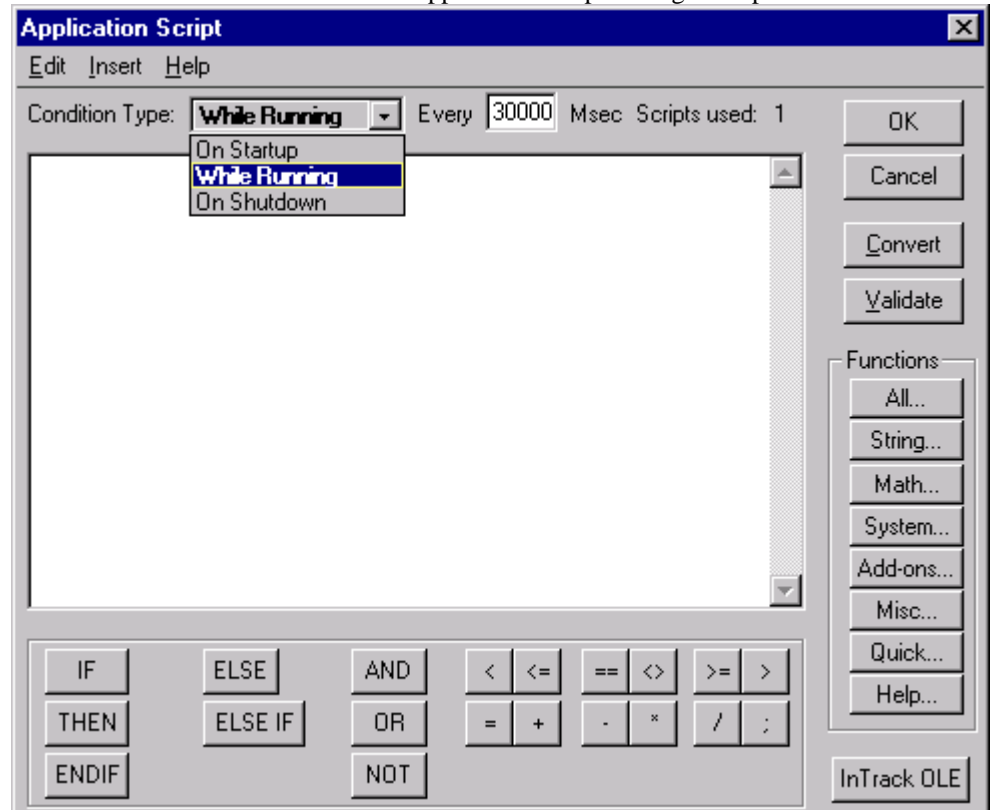 Application Script
Edit Insert Help
Condition Type: While Running Every 30000 Msec Scripts used: 1
On Startup
While Running
On Shutdown
OK
Cancel
Convert
Validate
Functions
All...
String...
Math...
System...
Add-ons...
Misc...
Quick...
Help...
IF ELSE AND < <= == <> >= >
THEN ELSE IF OR = + - * / ;
ENDIF NOT
InTrack OLE